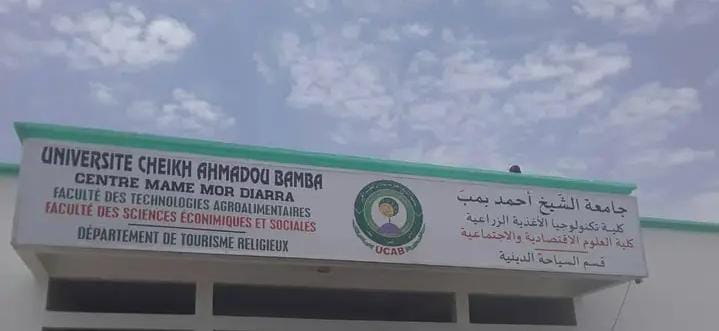 UNIVERSITE CHEIKH AHMADOU BAMBA
CENTRE MAME MOR DIARRA
FACULTÉ DES TECHNOLOGIES AGROALIMENTAIRES
FACULTÉ DES SCIENCES ÉCONIMIQUES ET SOCIALES
DÉPARTEMENT DE TOURISME RELIGIEUX
UCAB
جامعة الشيخ أحمد بمب
كلية تكنولوجيا الأغذية الزراعية
كلية العلوم الاقتصادية والاجتماعية
قسم السياحة الدينية